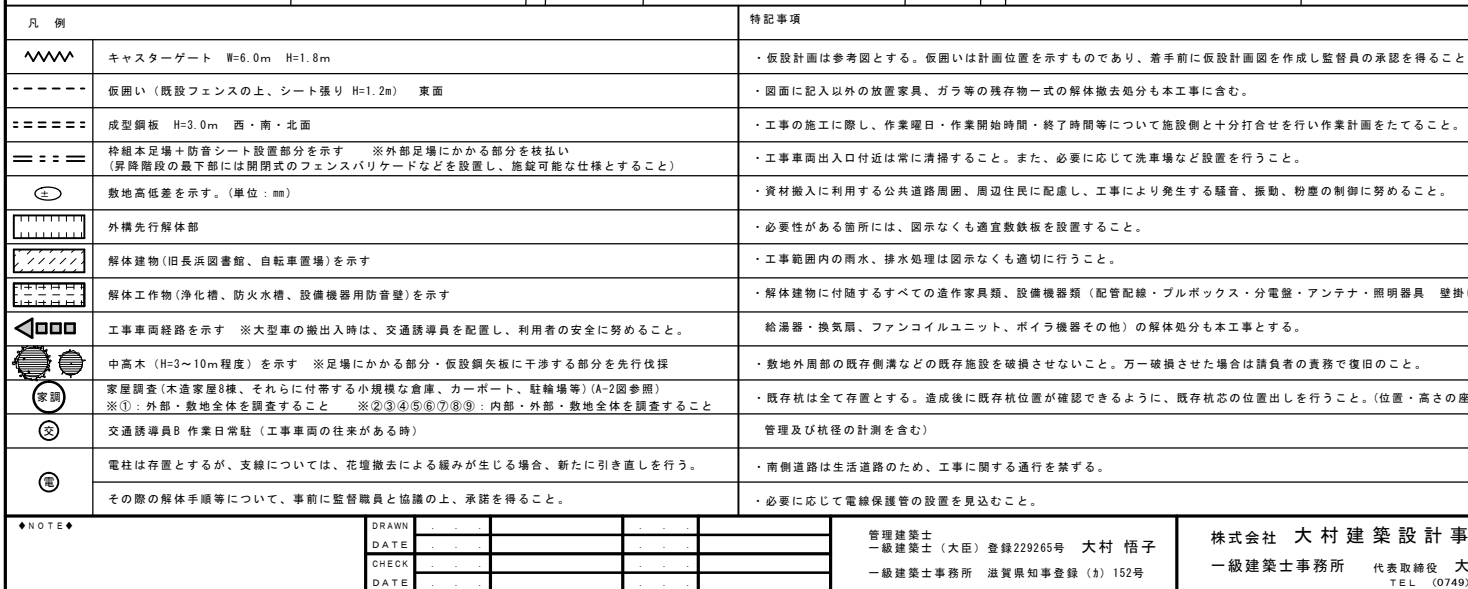 凡 例
キャスターゲート W=6.0m H=1.8m
仮囲い（既設フェンスの上、シート張り H=1.2m） 東面
成型鋼板 H=3.0m 西・南・北面
枠組本足場＋防音シート設置部分を示す ※外部足場にかかる部分を枝払い
(昇降階段の最下部には開閉式のフェンスバリケードなどを設置し、施錠可能な仕様とすること)
±
敷地高低差を示す。(単位：㎜)
外構先行解体部
解体建物(旧長浜図書館、自転車置場)を示す
解体工作物(浄化槽、防火水槽、設備機器用防音壁)を示す
工事車両経路を示す ※大型車の搬出入時は、交通誘導員を配置し、利用者の安全に努めること。
中高木（H=3～10m程度）を示す ※足場にかかる部分・仮設鋼矢板に干渉する部分を先行伐採
家調
家屋調査(木造家屋8棟、それらに付帯する小規模な倉庫、カーポート、駐輪場等)(A-2図参照)
※①：外部・敷地全体を調査すること ※②③④⑤⑥⑦⑧⑨：内部・外部・敷地全体を調査すること
交
交通誘導員B 作業日常駐（工事車両の往来がある時）
電
電柱は存置とするが、支線については、花壇撤去による緩みが生じる場合、新たに引き直しを行う。
その際の解体手順等について、事前に監督職員と協議の上、承諾を得ること。
特記事項
・仮設計画は参考図とする。仮囲いは計画位置を示すものであり、着手前に仮設計画図を作成し監督員の承認を得ること
・図面に記入以外の放置家具、ガラ等の残存物一式の解体撤去処分も本工事に含む。
・工事の施工に際し、作業曜日・作業開始時間・終了時間等について施設側と十分打合せを行い作業計画をたてること。
・工事車両出入口付近は常に清掃すること。また、必要に応じて洗車場など設置を行うこと。
・資材搬入に利用する公共道路周囲、周辺住民に配慮し、工事により発生する騒音、振動、粉塵の制御に努めること。
・必要性がある箇所には、図示なくも適宜敷鉄板を設置すること。
・工事範囲内の雨水、排水処理は図示なくも適切に行うこと。
・解体建物に付随するすべての造作家具類、設備機器類（配管配線・プルボックス・分電盤・アンテナ・照明器具 壁掛
給湯器・換気扇、ファンコイルユニット、ボイラ機器その他）の解体処分も本工事とする。
・敷地外周部の既存側溝などの既存施設を破損させないこと。万一破損させた場合は請負者の責務で復旧のこと。
・既存杭は全て存置とする。造成後に既存杭位置が確認できるように、既存杭芯の位置出しを行うこと。(位置・高さの座
管理及び杭径の計測を含む)
・南側道路は生活道路のため、工事に関する通行を禁ずる。
・必要に応じて電線保護管の設置を見込むこと。
◆NOTE◆
DRAWN . . . . . .
DATE . . . . . .
CHECK . . . . . .
DATE . . . . . .
管理建築士
一級建築士（大臣）登録229265号 大村 悟子
一級建築士事務所 滋賀県知事登録（カ）152号
株式会社 大村建築設計事
一級建築士事務所 代表取締役 大
TEL (0749)